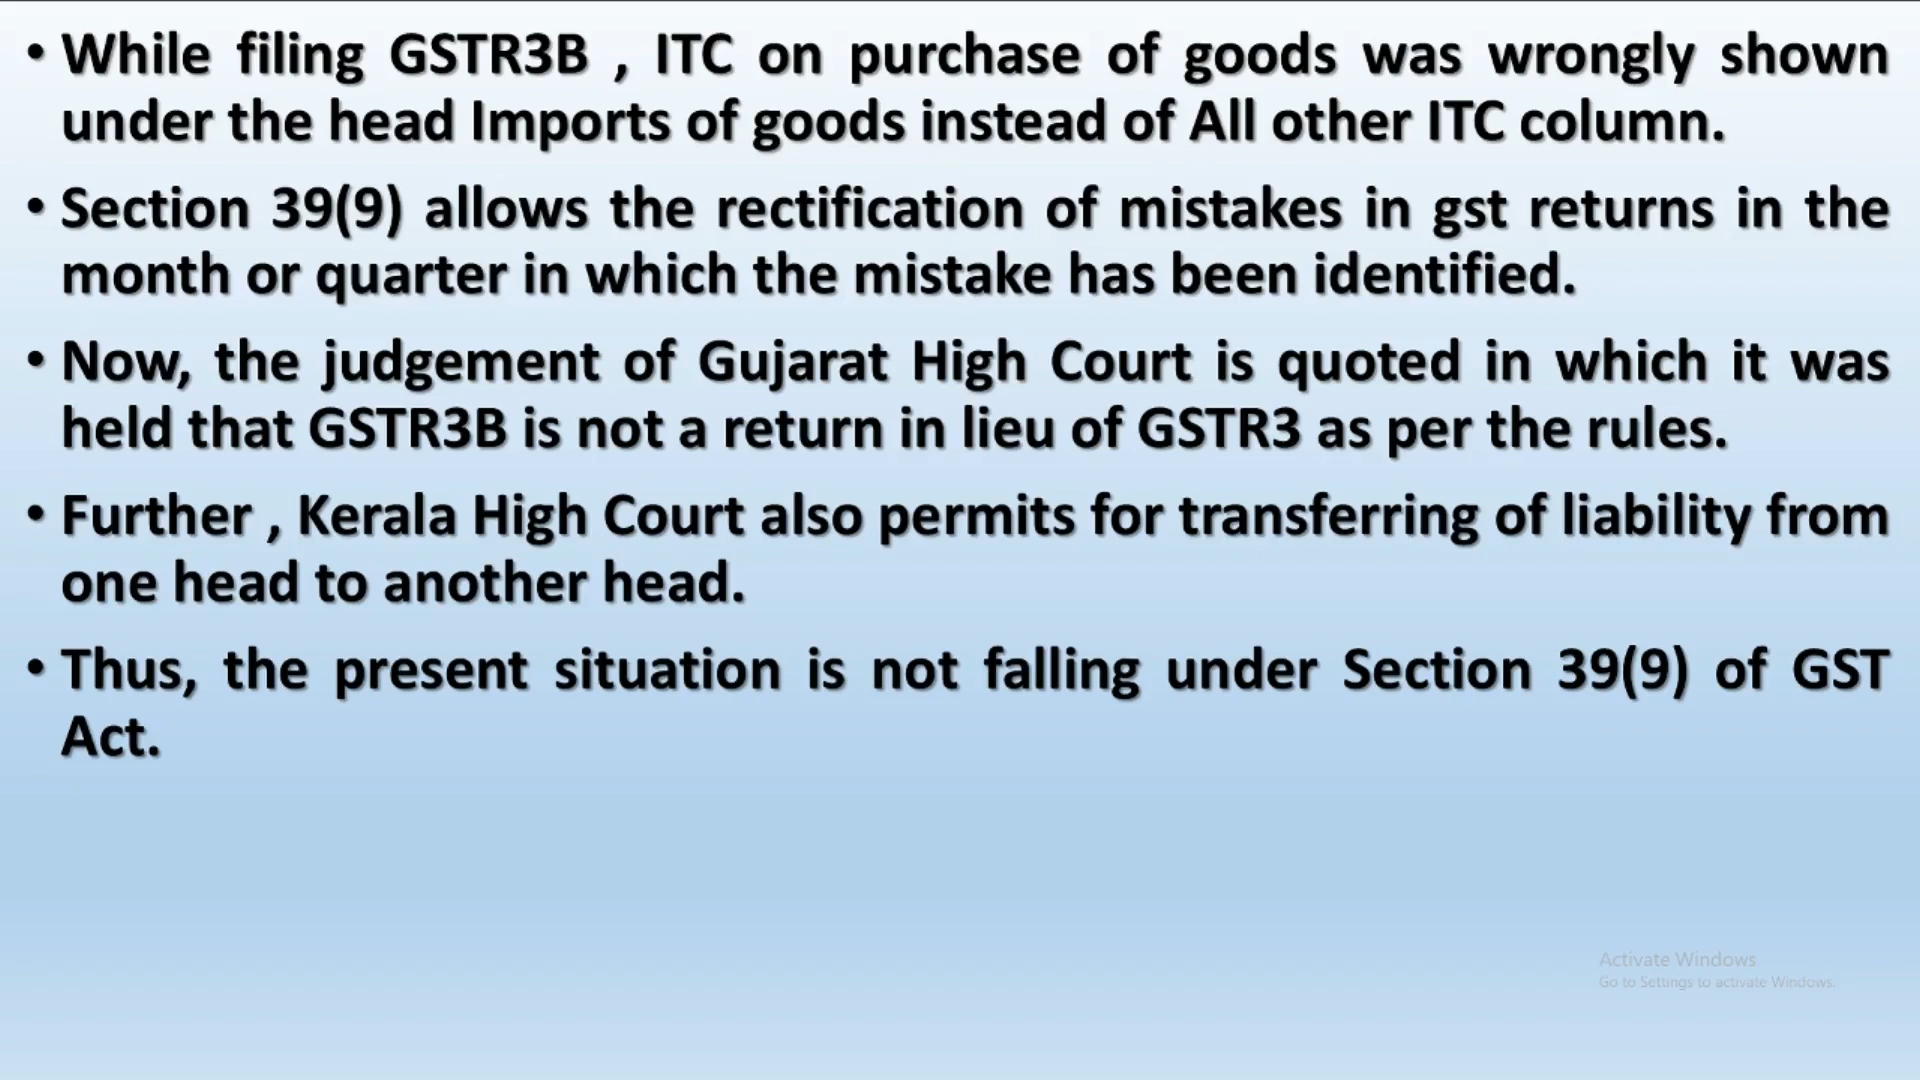 • While filing GSTR3B , ITC on purchase of goods was wrongly shown
under the head Imports of goods instead of All other ITC column.
• Section 39(9) allows the rectification of mistakes in gst returns in the
month or quarter in which the mistake has been identified.
• Now, the judgement of Gujarat High Court is quoted in which it was
held that GSTR3B is not a return in lieu of GSTR3 as per the rules.
• Further , Kerala High Court also permits for transferring of liability from
one head to another head.
• Thus, the present situation is not falling under Section 39(9) of GST
Act.
Activate Windows
Go to Settings to activate Windows.